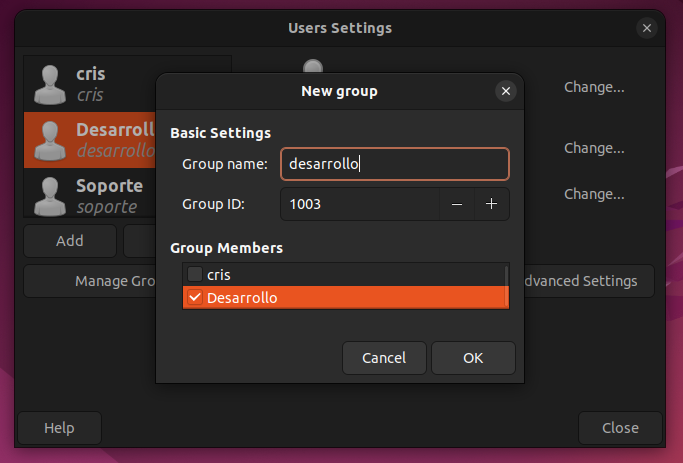 Users Settings
cris
cris
Change...
New group
Basic Settings
Desarroll
desarrollo
Group name: desarrollo
Change...
Group ID: 1003
Soporte
soporte
Change...
Add
Group Members
cris
Manage Gro
dvanced Settings
Desarrollo
Cancel
OK
Help
Close